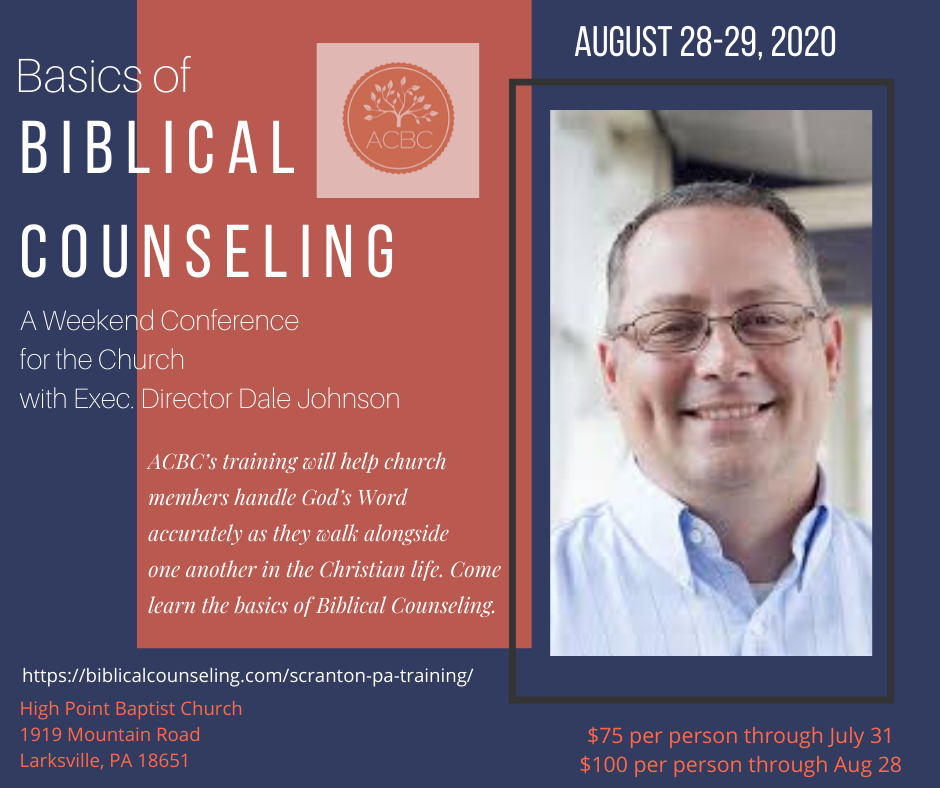 AUGUST 28-29, 2020
Basics of
BIBLICAL
COUNSELING
ACBC
A Weekend Conference
for the Church
with Exec. Director Dale Johnson
ACBC's training will help church
members handle God's Word
accurately as they walk alongside
one another in the Christian life. Come
learn the basics of Biblical Counseling.
https://biblicalcounseling.com/scranton-pa-training/
High Point Baptist Church
1919 Mountain Road
Larksville, PA 18651
$75 per person through July 31
$100 per person through Aug 28